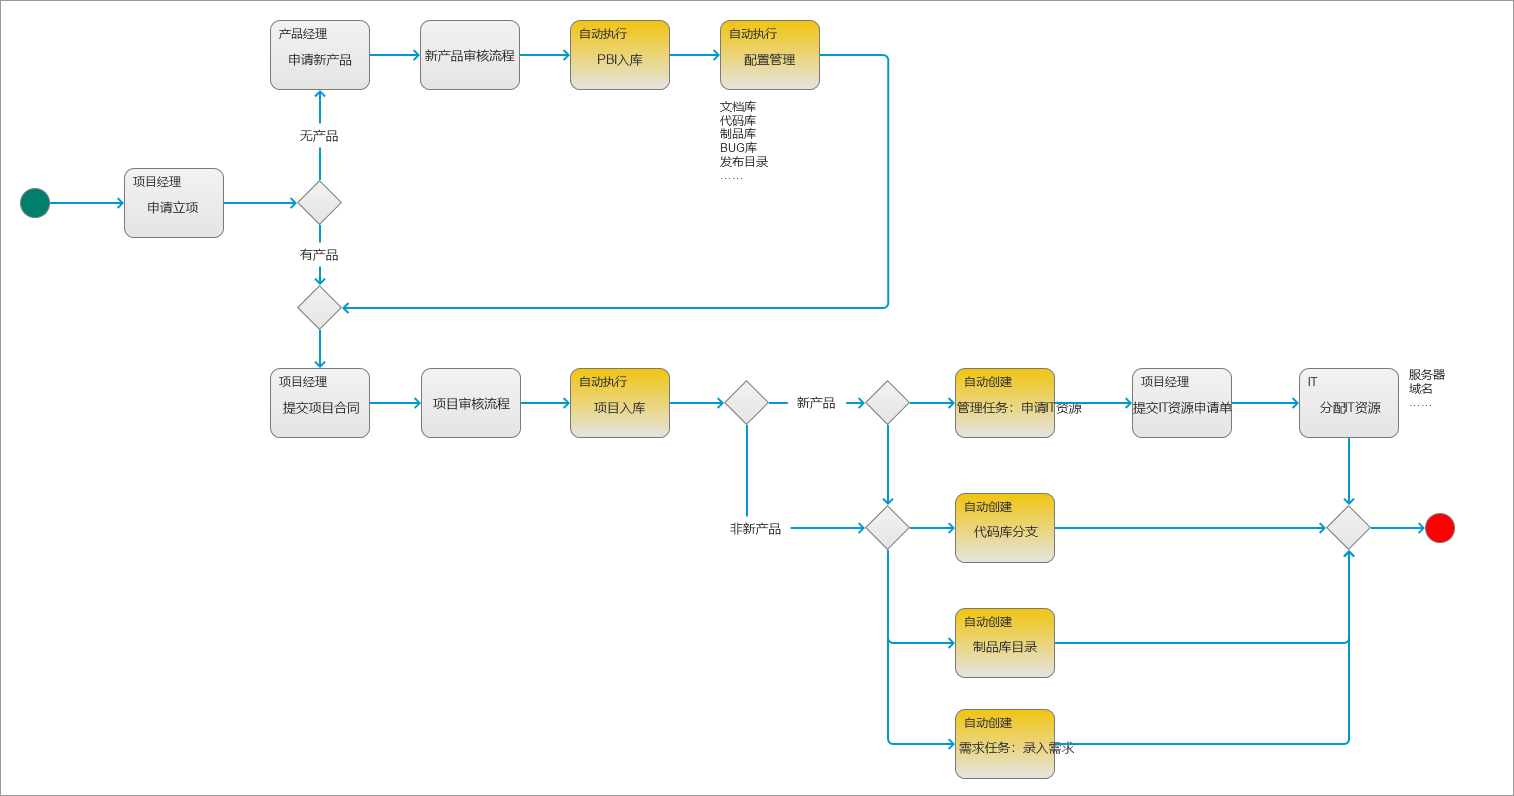 产品经理
申请新产品
新产品审核流程
自动执行
PBI入库
自动执行
配置管理
文档库
代码库
制品库
BUG库
发布目录
……
无产品
项目经理
申请立项
有产品
项目经理
提交项目合同
项目审核流程
自动执行
项目入库
新产品
自动创建
管理任务：申请IT资源
项目经理
提交IT资源申请单
IT
分配IT资源
服务器
域名
……
非新产品
自动创建
代码库分支
自动创建
制品库目录
自动创建
需求任务：录入需求